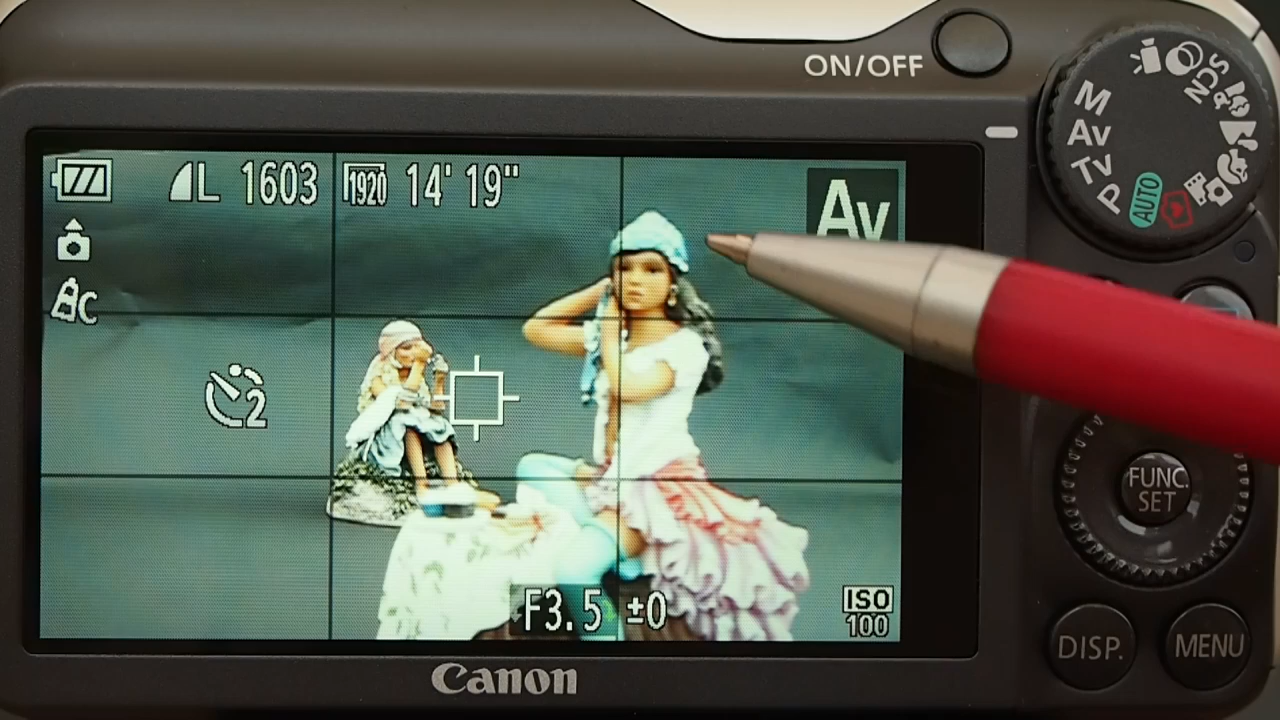 ON/OFF
L 1603 1920 14' 19"
Av
C
2
F3.5 ±0
ISO
100
Canon
SCN
M
Av
Tv
P
AUTO
FUNC.
SET
DISP.
MENU